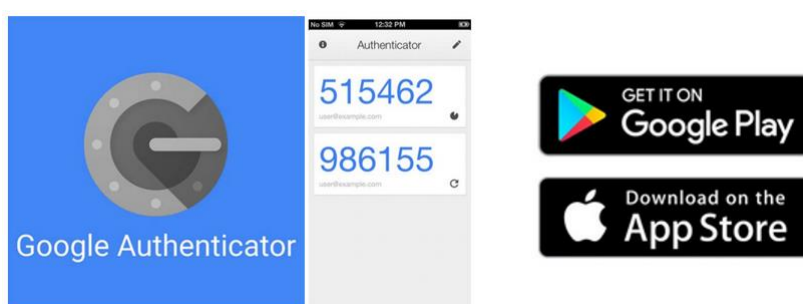 Google Authenticator
No SIM 12:32 PM
Authenticator
515462
user@example.com
986155
user@example.com
GET IT ON
Google Play
Download on the
App Store